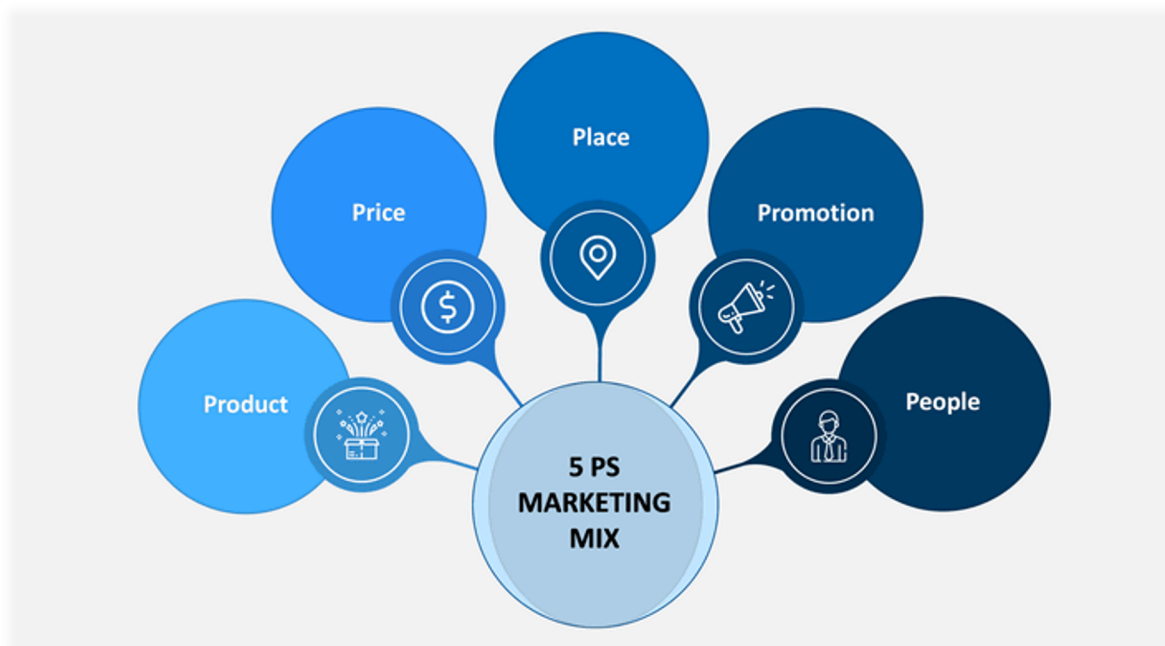 Place
Price
Promotion
Product
People
5 PS
MARKETING
MIX